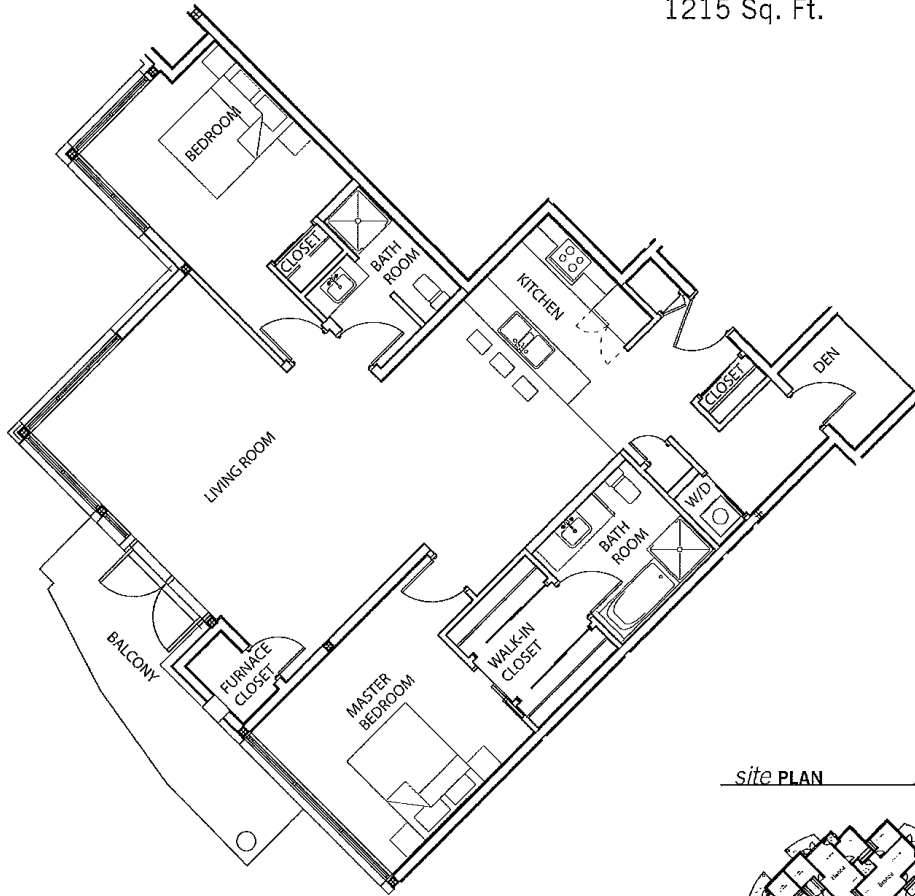 1215 Sq. Ft.
BEDROOM
CLOSET
BATH
ROOM
KITCHEN
DEN
CLOSET
LIVING ROOM
W/D
BATH
ROOM
BALCONY
FURNACE
CLOSET
WALK-IN
CLOSET
MASTER
BEDROOM
site PLAN